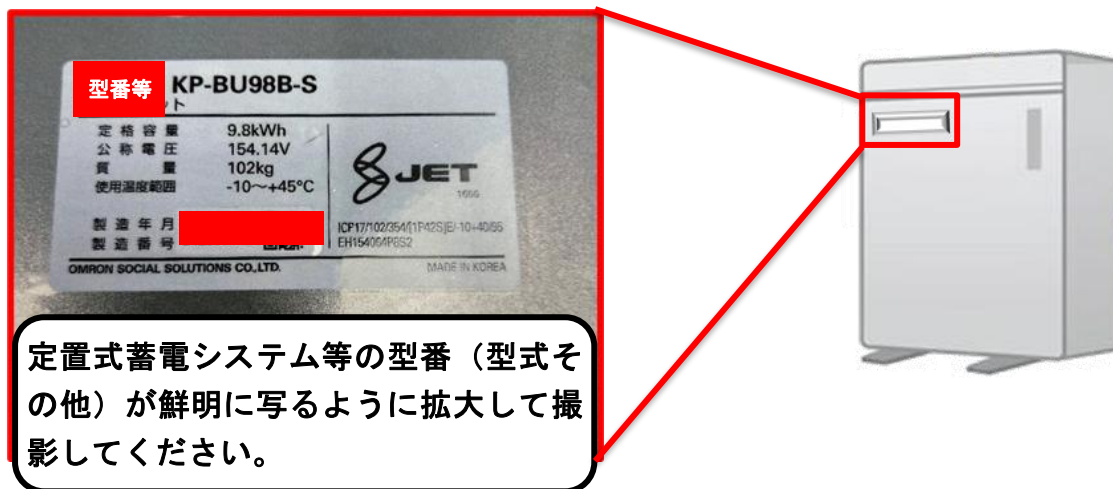 型番等 KP-BU98B-S
ット
定格容量 9.8kWh
公称電圧 154.14V
質量 102kg
使用温度範囲 -10～+45°C
JET
製造年月
製造番号
ICP17/102/354/[1P42S]E/-10+40/55
OMRON SOCIAL SOLUTIONS CO.,LTD.
MADE IN KOREA
定置式蓄電システム等の型番（型式そ
の他）が鮮明に写るように拡大して撮
影してください。